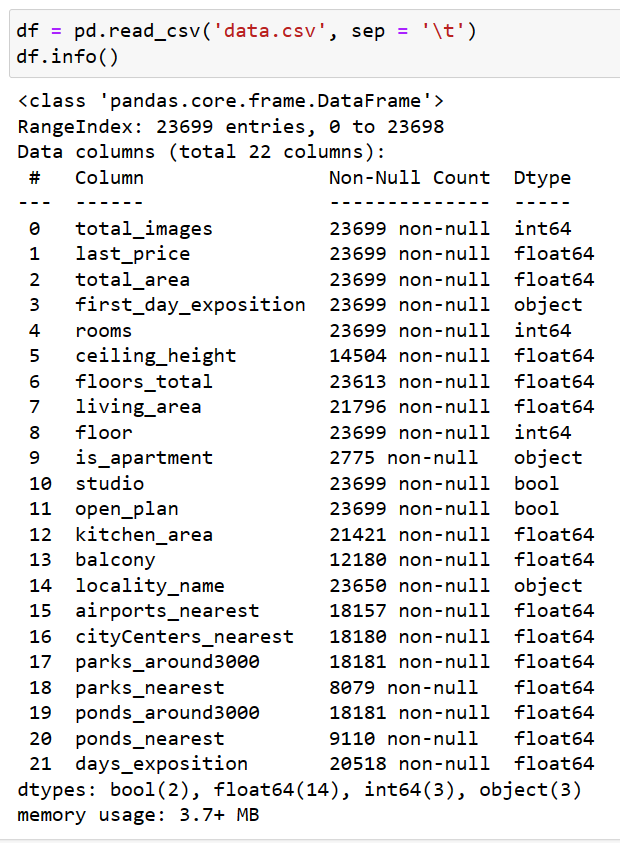 df = pd.read_csv('data.csv', sep = '\t')
df.info()
<class 'pandas.core.frame.DataFrame'>
RangeIndex: 23699 entries, 0 to 23698
Data columns (total 22 columns):
 #   Column                Non-Null Count  Dtype
---  ------                --------------  -----
 0   total_images          23699 non-null  int64
 1   last_price            23699 non-null  float64
 2   total_area            23699 non-null  float64
 3   first_day_exposition  23699 non-null  object
 4   rooms                 23699 non-null  int64
 5   ceiling_height        14504 non-null  float64
 6   floors_total          23613 non-null  float64
 7   living_area           21796 non-null  float64
 8   floor                 23699 non-null  int64
 9   is_apartment          2775 non-null   object
 10  studio                23699 non-null  bool
 11  open_plan             23699 non-null  bool
 12  kitchen_area          21421 non-null  float64
 13  balcony               12180 non-null  float64
 14  locality_name         23650 non-null  object
 15  airports_nearest      18157 non-null  float64
 16  cityCenters_nearest   18180 non-null  float64
 17  parks_around3000      18181 non-null  float64
 18  parks_nearest         8079 non-null   float64
 19  ponds_around3000      18181 non-null  float64
 20  ponds_nearest         9110 non-null   float64
 21  days_exposition       20518 non-null  float64
dtypes: bool(2), float64(14), int64(3), object(3)
memory usage: 3.7+ MB